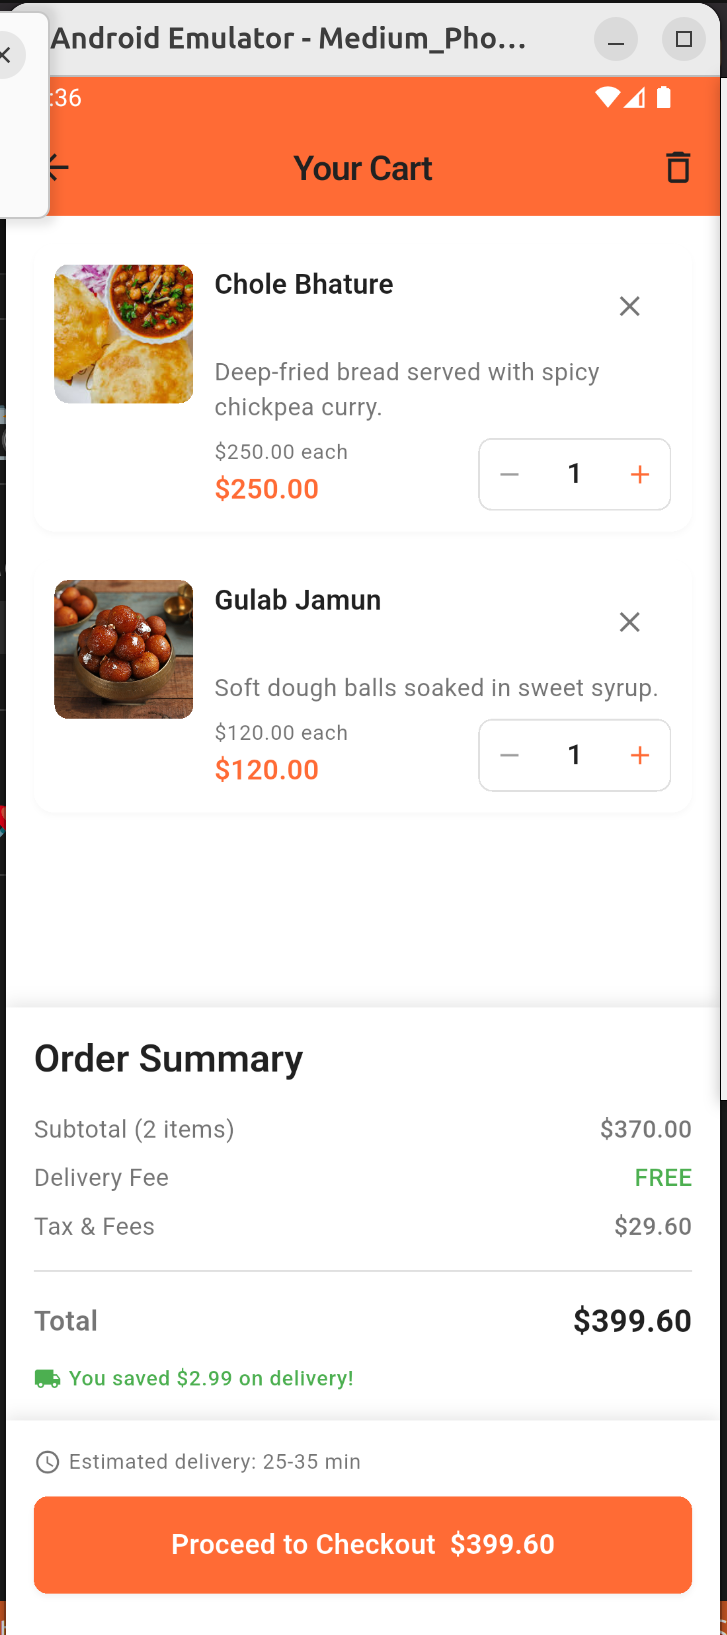 Android Emulator - Medium_Pho...
:36
Your Cart
Chole Bhature
Deep-fried bread served with spicy
chickpea curry.
$250.00 each
$250.00
1
Gulab Jamun
Soft dough balls soaked in sweet syrup.
$120.00 each
$120.00
1
Order Summary
Subtotal (2 items) $370.00
Delivery Fee FREE
Tax & Fees $29.60
Total $399.60
You saved $2.99 on delivery!
Estimated delivery: 25-35 min
Proceed to Checkout $399.60